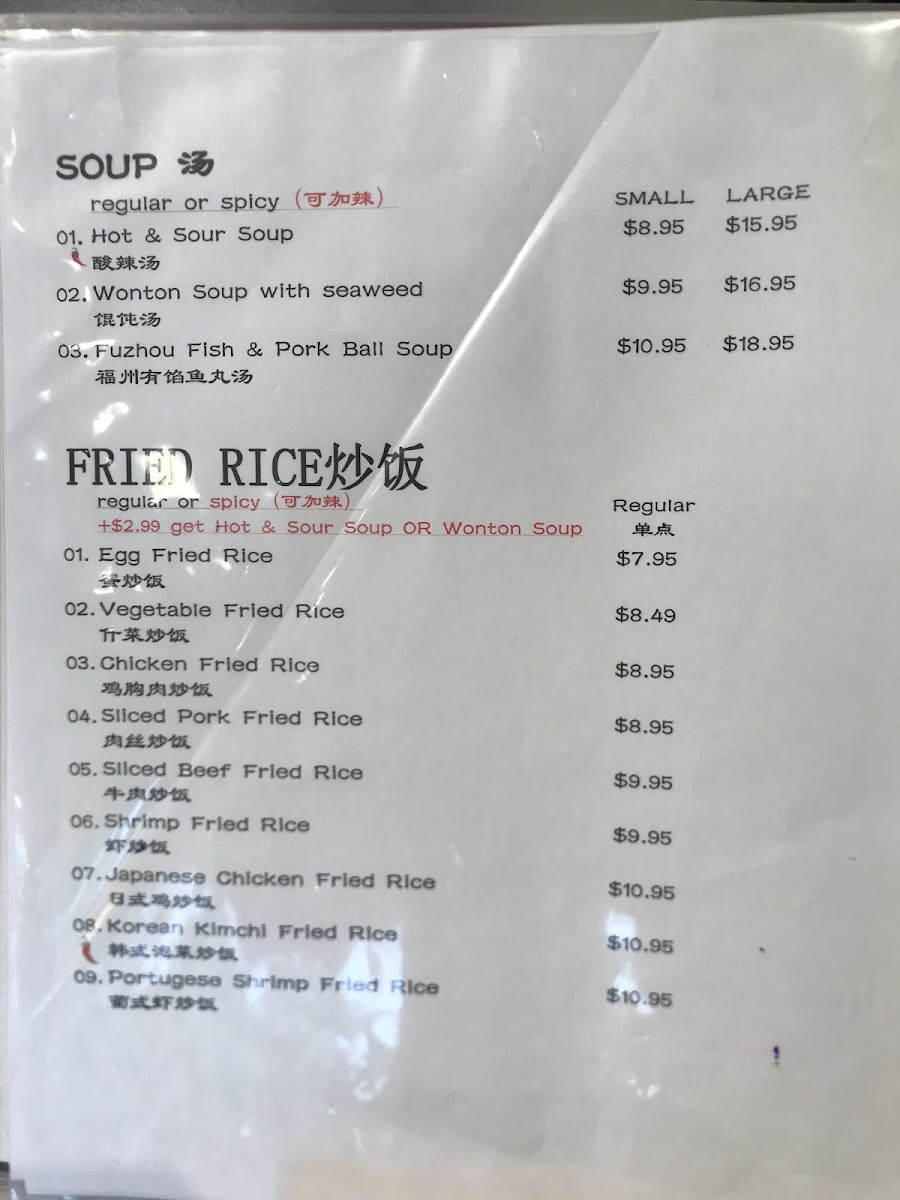 SOUP 汤
regular or spicy (可加辣) SMALL LARGE
01. Hot & Sour Soup $8.95 $15.95
酸辣汤
02. Wonton Soup with seaweed $9.95 $16.95
馄饨汤
03. Fuzhou Fish & Pork Ball Soup $10.95 $18.95
福州有馅鱼丸汤
FRIED RICE炒饭
regular or spicy (可加辣) Regular
+$2.99 get Hot & Sour Soup OR Wonton Soup 单点
01. Egg Fried Rice $7.95
蛋炒饭
02. Vegetable Fried Rice $8.49
什菜炒饭
03. Chicken Fried Rice $8.95
鸡胸肉炒饭
04. Sliced Pork Fried Rice $8.95
肉丝炒饭
05. Sliced Beef Fried Rice $9.95
牛肉炒饭
06. Shrimp Fried Rice $9.95
虾炒饭
07. Japanese Chicken Fried Rice $10.95
日式鸡炒饭
08. Korean Kimchi Fried Rice $10.95
韩式泡菜炒饭
09. Portugese Shrimp Fried Rice $10.95
葡式虾炒饭